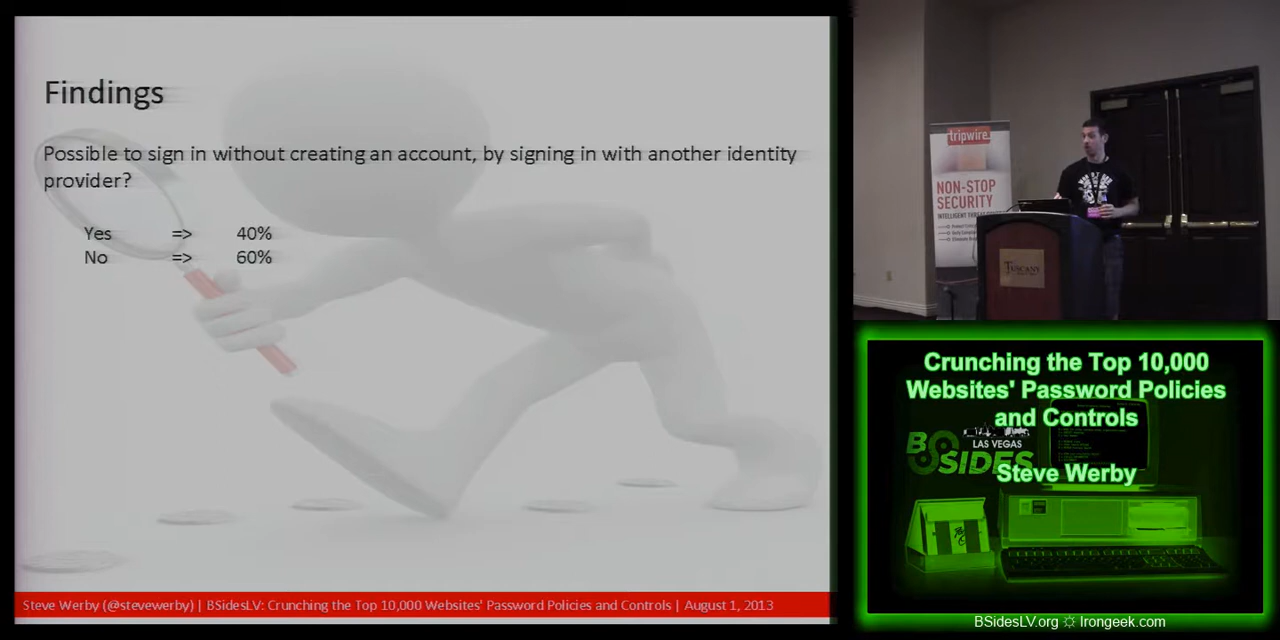 Findings
Possible to sign in without creating an account, by signing in with another identity
provider?
Yes => 40%
No => 60%
Steve Werby (@stevewerby) | BSidesLV: Crunching the Top 10,000 Websites' Password Policies and Controls | August 1, 2013
tripwire
NON-STOP
SECURITY
TUSCANY
Crunching the Top 10,000
Websites' Password Policies
and Controls
LAS VEGAS
BSIDES
Steve Werby
BSidesLV.org ☼ Irongeek.com